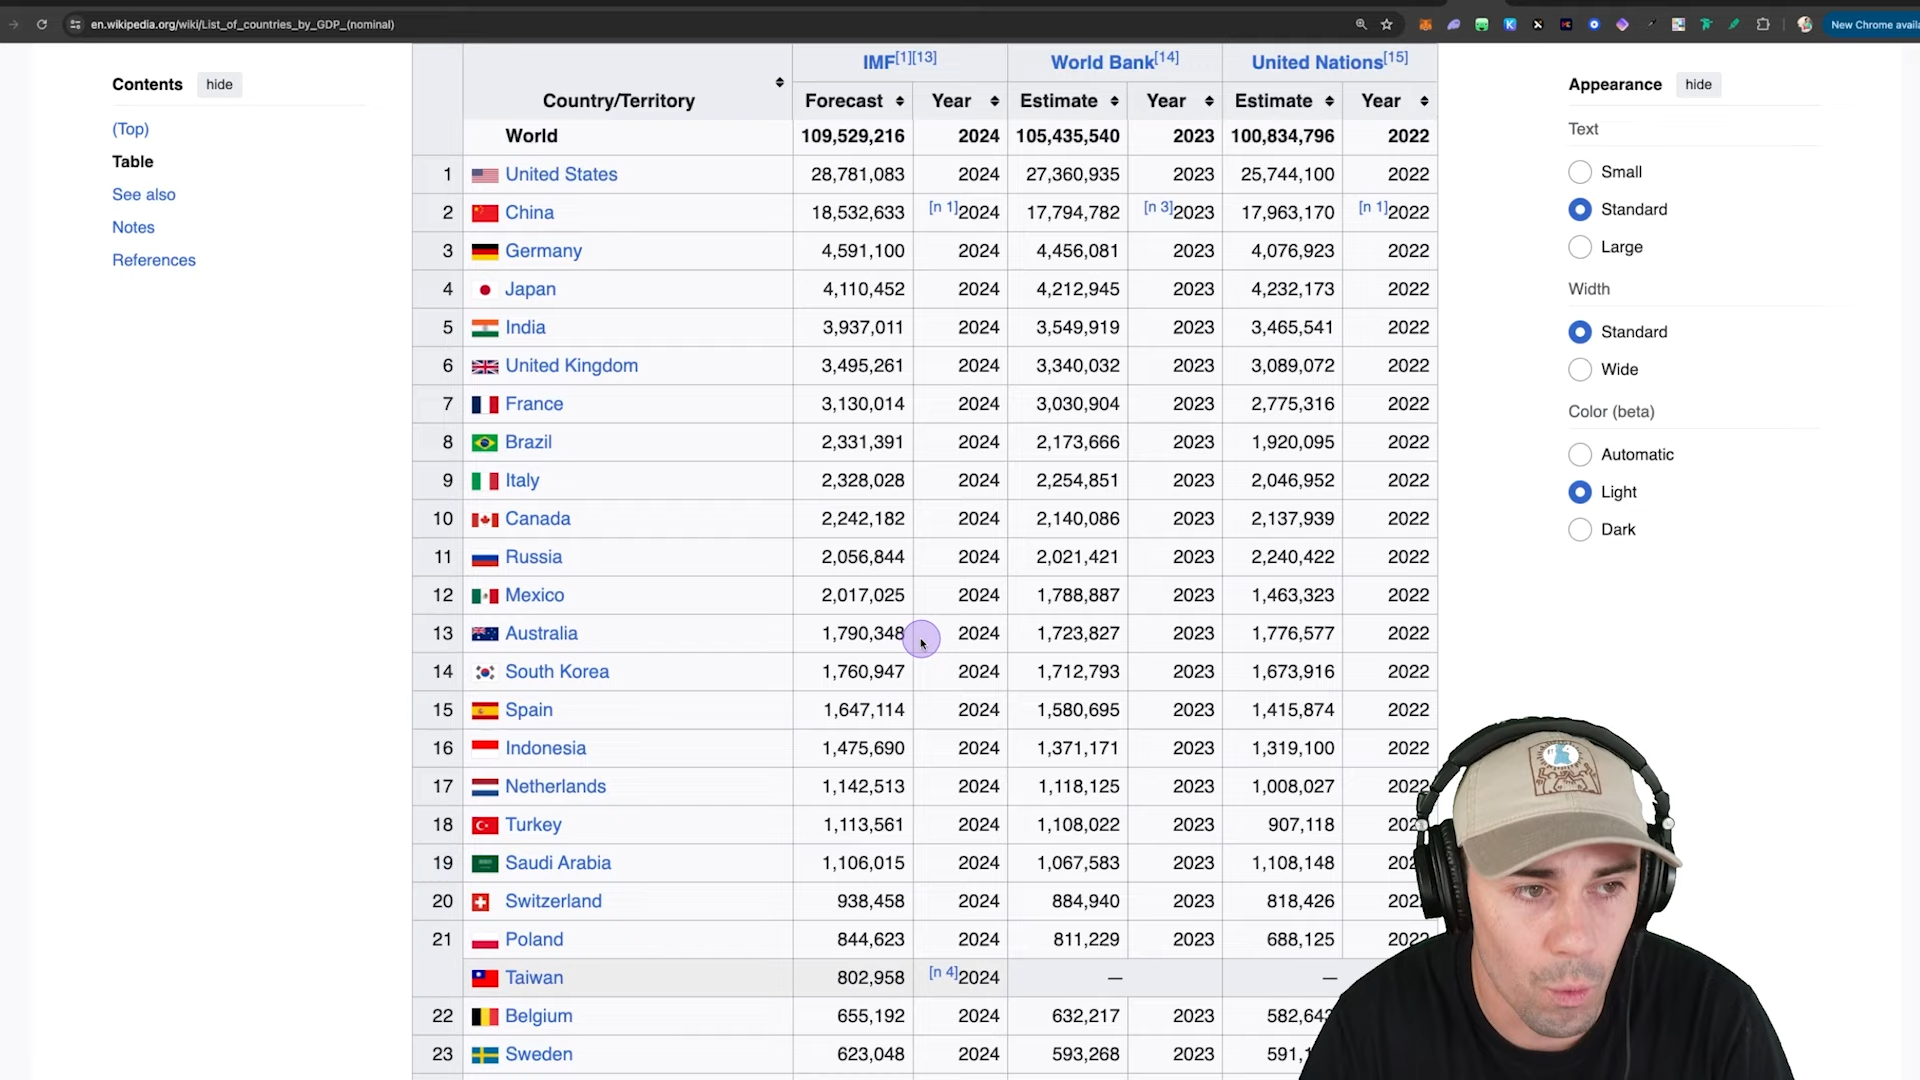 en.wikipedia.org/wiki/List_of_countries_by_GDP_(nominal)
New Chrome availa
Contents hide
(Top)
Table
See also
Notes
References
Country/Territory
IMF[1][13] World Bank[14] United Nations[15]
Forecast Year Estimate Year Estimate Year
World 109,529,216 2024 105,435,540 2023 100,834,796 2022
1 United States 28,781,083 2024 27,360,935 2023 25,744,100 2022
2 China 18,532,633 [n 1]2024 17,794,782 [n 3]2023 17,963,170 [n 1]2022
3 Germany 4,591,100 2024 4,456,081 2023 4,076,923 2022
4 Japan 4,110,452 2024 4,212,945 2023 4,232,173 2022
5 India 3,937,011 2024 3,549,919 2023 3,465,541 2022
6 United Kingdom 3,495,261 2024 3,340,032 2023 3,089,072 2022
7 France 3,130,014 2024 3,030,904 2023 2,775,316 2022
8 Brazil 2,331,391 2024 2,173,666 2023 1,920,095 2022
9 Italy 2,328,028 2024 2,254,851 2023 2,046,952 2022
10 Canada 2,242,182 2024 2,140,086 2023 2,137,939 2022
11 Russia 2,056,844 2024 2,021,421 2023 2,240,422 2022
12 Mexico 2,017,025 2024 1,788,887 2023 1,463,323 2022
13 Australia 1,790,348 2024 1,723,827 2023 1,776,577 2022
14 South Korea 1,760,947 2024 1,712,793 2023 1,673,916 2022
15 Spain 1,647,114 2024 1,580,695 2023 1,415,874 2022
16 Indonesia 1,475,690 2024 1,371,171 2023 1,319,100 2022
17 Netherlands 1,142,513 2024 1,118,125 2023 1,008,027 2022
18 Turkey 1,113,561 2024 1,108,022 2023 907,118 202
19 Saudi Arabia 1,106,015 2024 1,067,583 2023 1,108,148 202
20 Switzerland 938,458 2024 884,940 2023 818,426 202
21 Poland 844,623 2024 811,229 2023 688,125 2022
Taiwan 802,958 [n 4]2024 — —
22 Belgium 655,192 2024 632,217 2023 582,64
23 Sweden 623,048 2024 593,268 2023 591,
Appearance hide
Text
Small
Standard
Large
Width
Standard
Wide
Color (beta)
Automatic
Light
Dark